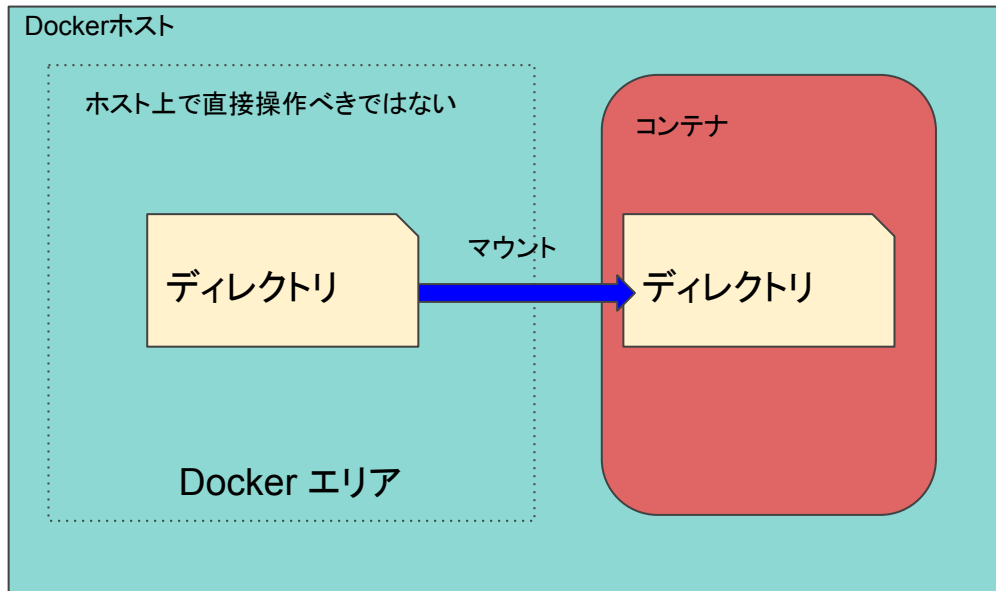 Dockerホスト
ホスト上で直接操作べきではない
コンテナ
マウント
ディレクトリ
ディレクトリ
Docker エリア